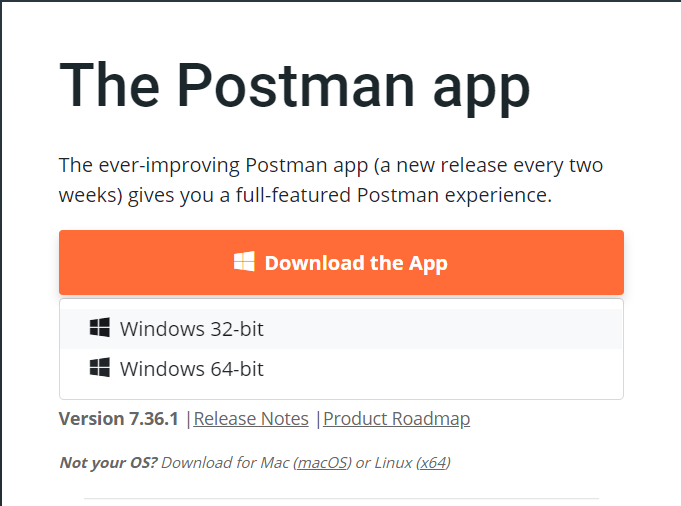 The Postman app
The ever-improving Postman app (a new release every two
weeks) gives you a full-featured Postman experience.
Download the App
Windows 32-bit
Windows 64-bit
Version 7.36.1 |Release Notes |Product Roadmap
Not your OS? Download for Mac (macOS) or Linux (x64)